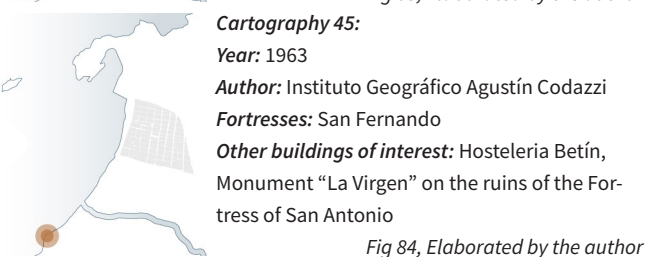 Cartography 45:
Year: 1963
Author: Instituto Geográfico Agustín Codazzi
Fortresses: San Fernando
Other buildings of interest: Hosteleria Betín,
Monument “La Virgen” on the ruins of the For-
tress of San Antonio
Fig 84, Elaborated by the author